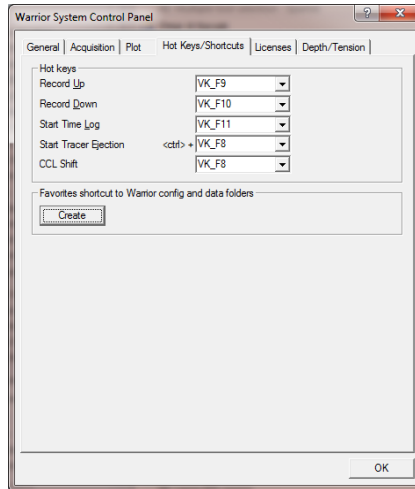 Warrior System Control Panel
General Acquisition Plot Hot Keys/Shortcuts Licenses Depth/Tension
Hot keys
Record Up VK_F9
Record Down VK_F10
Start Time Log VK_F11
Start Tracer Ejection <ctrl> + VK_F8
CCL Shift VK_F8
Favorites shortcut to Warrior config and data folders
Create
OK